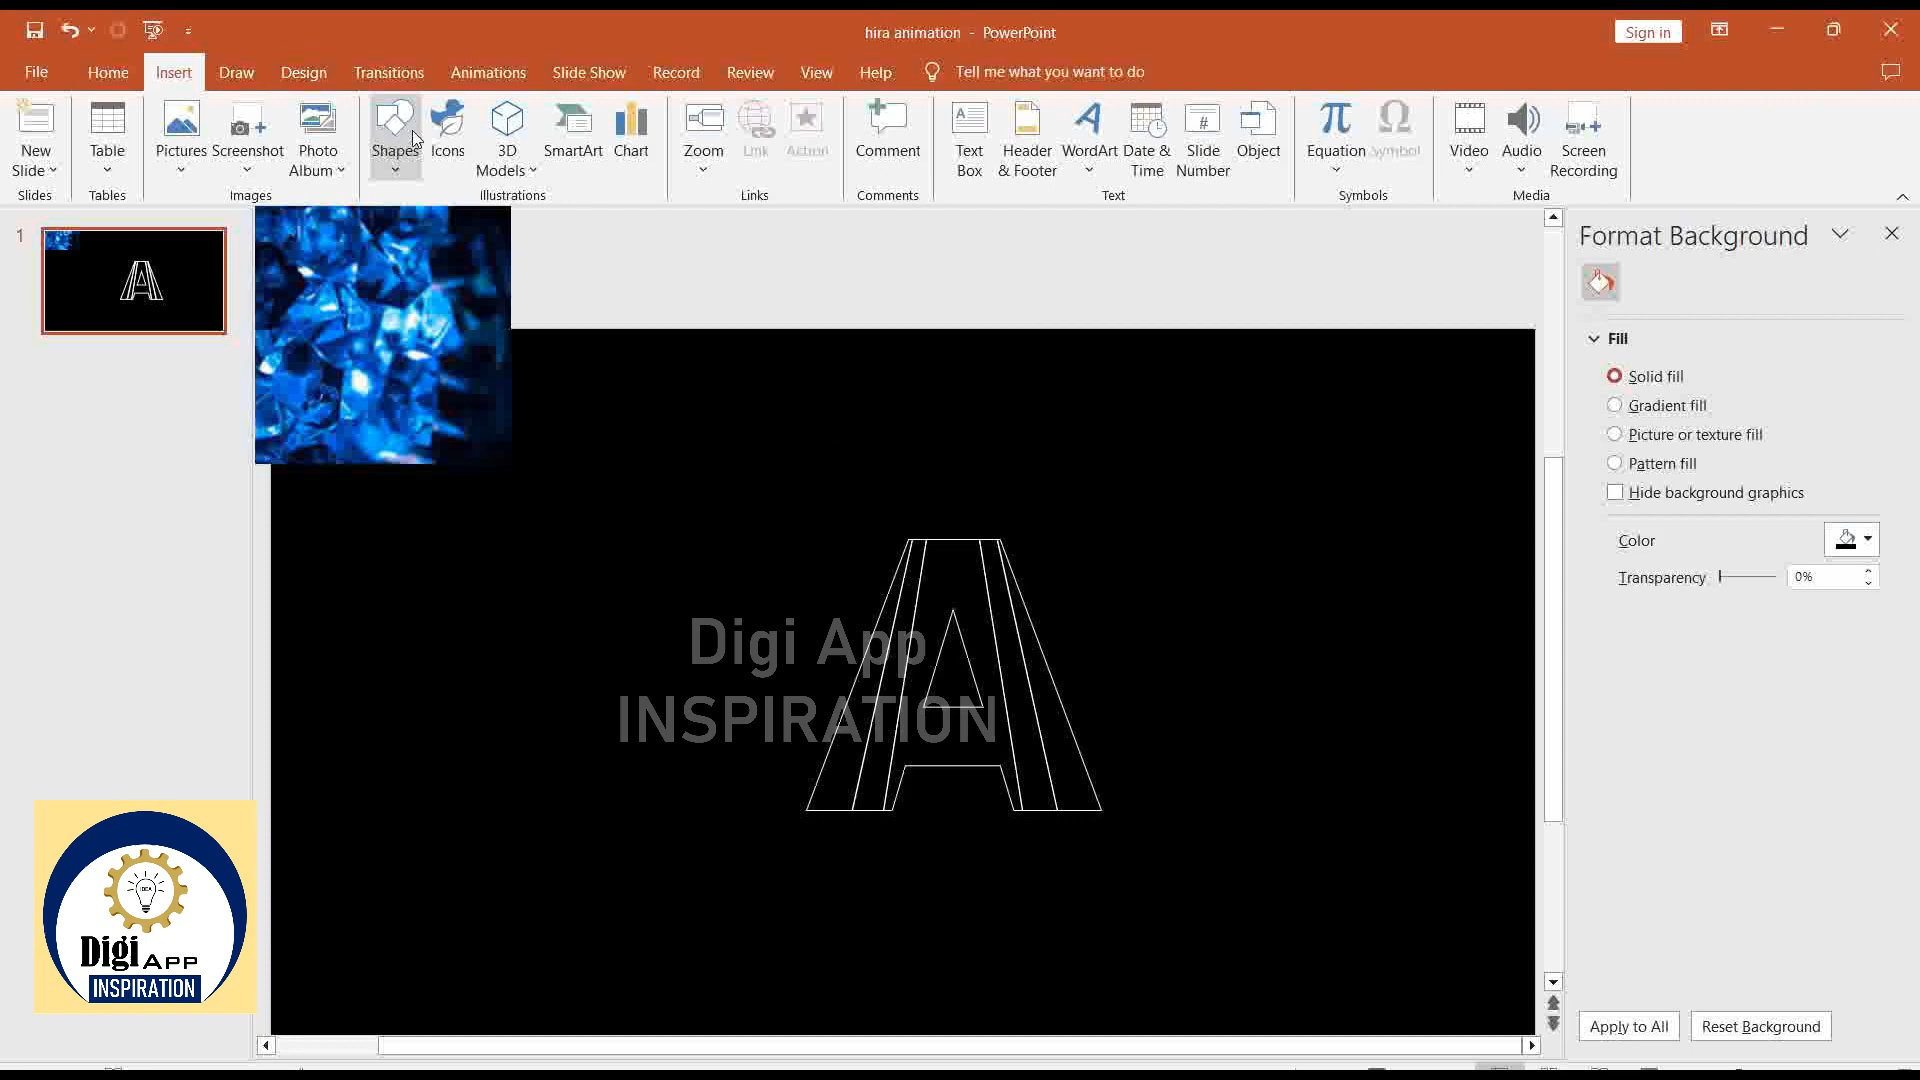 hira animation - PowerPoint
Sign in
File Home Insert Draw Design Transitions Animations Slide Show Record Review View Help Tell me what you want to do
New Slide
Table
Pictures
Screenshot
Photo Album
Shapes
Icons
3D Models
SmartArt
Chart
Zoom
Link
Action
Comment
Text Box
Header & Footer
WordArt
Date & Time
Slide Number
Object
Equation
Symbol
Video
Audio
Screen Recording
Slides Tables Images Illustrations Links Comments Text Symbols Media
1
Format Background
Fill
Solid fill
Gradient fill
Picture or texture fill
Pattern fill
Hide background graphics
Color
Transparency 0%
A
Digi App
INSPIRATION
IDEA
Digi APP
INSPIRATION
Apply to All Reset Background